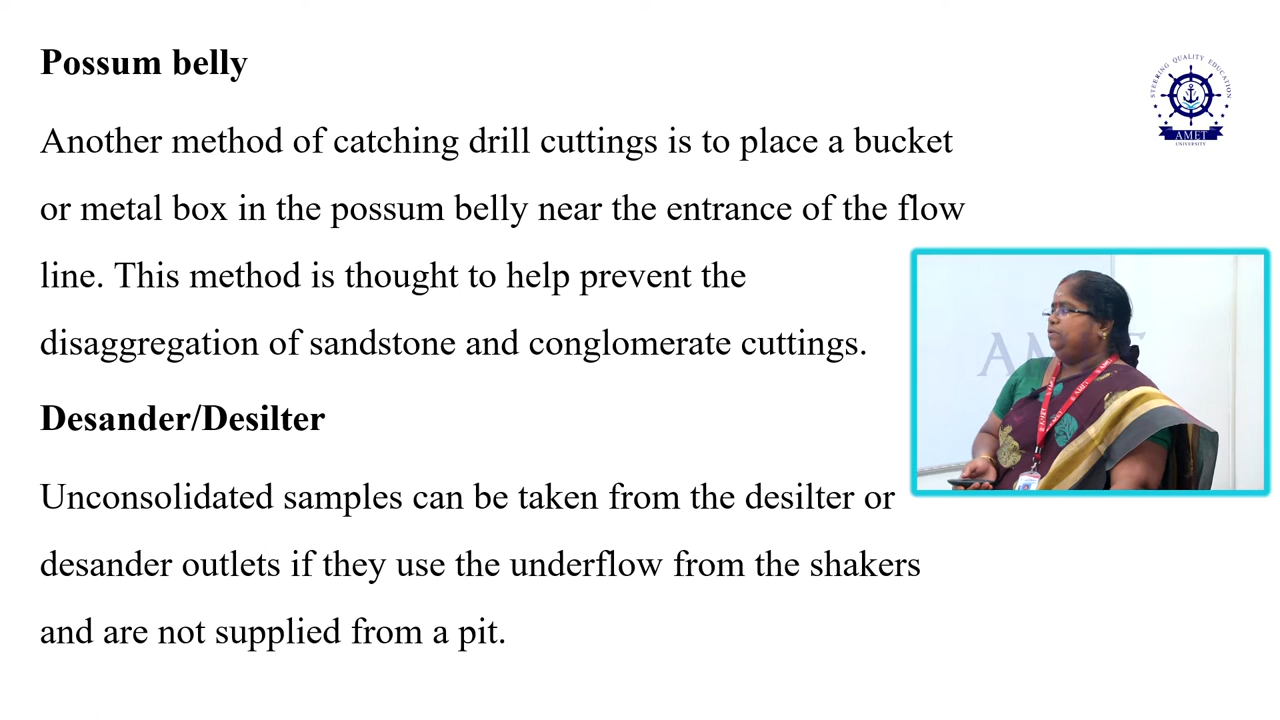 Possum belly
Another method of catching drill cuttings is to place a bucket
or metal box in the possum belly near the entrance of the flow
line. This method is thought to help prevent the
disaggregation of sandstone and conglomerate cuttings.
Desander/Desilter
Unconsolidated samples can be taken from the desilter or
desander outlets if they use the underflow from the shakers
and are not supplied from a pit.
STEERING QUALITY EDUCATION
AMET
UNIVERSITY
AMET
AMET